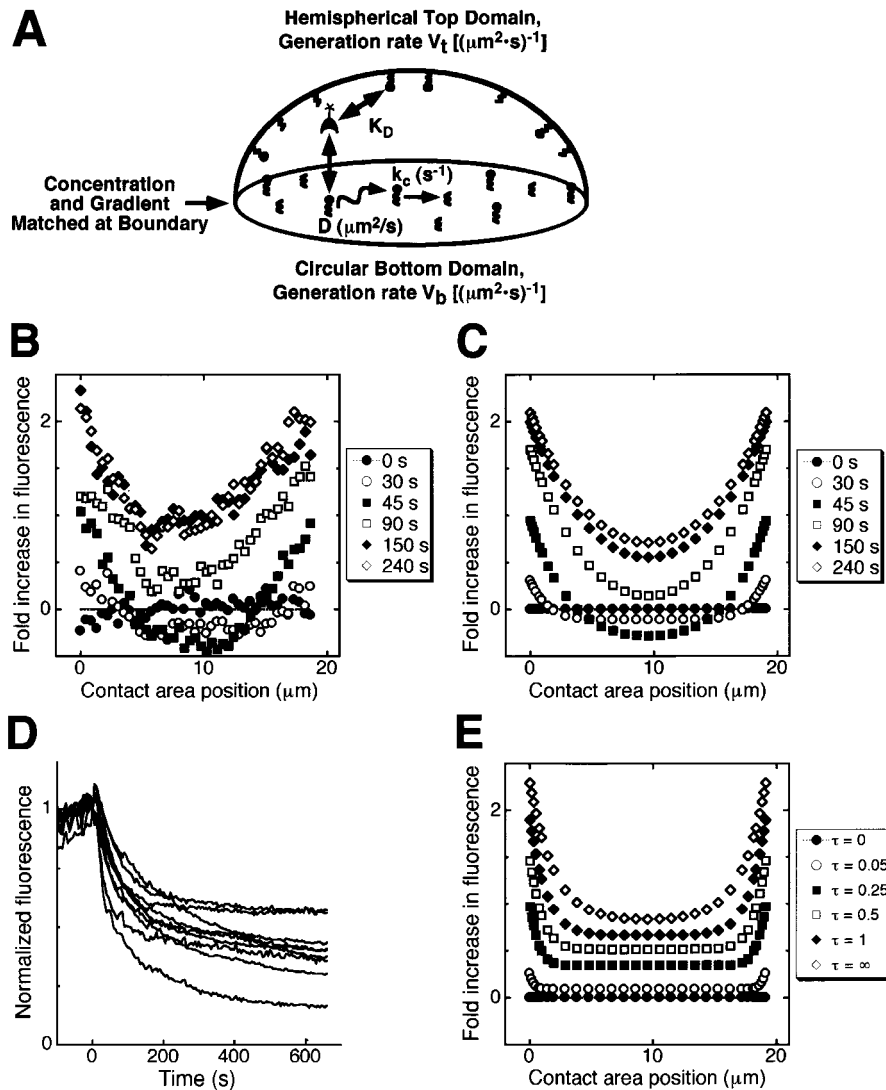 A
Hemispherical Top Domain,
Generation rate Vt [(μm²·s)⁻¹]
KD
kc (s⁻¹)
Concentration
and Gradient
Matched at Boundary
D (μm²/s)
Circular Bottom Domain,
Generation rate Vb [(μm²·s)⁻¹]
B
Fold increase in fluorescence
2
0
0 10 20
Contact area position (μm)
0 s
30 s
45 s
90 s
150 s
240 s
C
Fold increase in fluorescence
2
0
0 10 20
Contact area position (μm)
0 s
30 s
45 s
90 s
150 s
240 s
D
Normalized fluorescence
1
0
0 200 400 600
Time (s)
E
Fold increase in fluorescence
2
0
0 10 20
Contact area position (μm)
τ = 0
τ = 0.05
τ = 0.25
τ = 0.5
τ = 1
τ = ∞